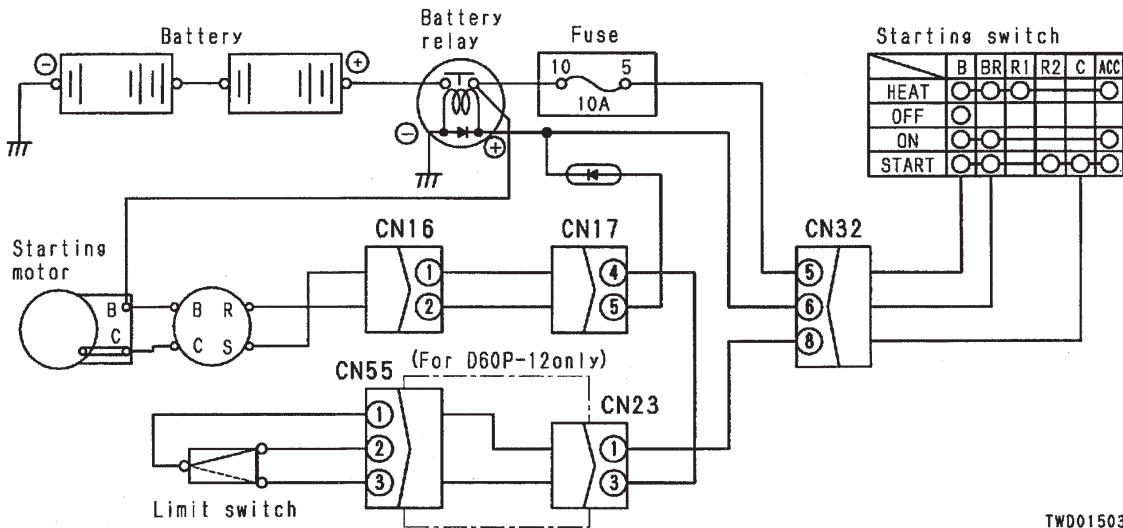 Battery
Battery
relay
Fuse
Starting switch
⊖
⊕
10 5
10A
B BR R1 R2 C ACC
HEAT
OFF
ON
START
⊖
⊕
CN16
CN17
CN32
Starting
motor
B
C
B R
C S
1
2
4
5
5
6
8
(For D60P-12only)
CN55
CN23
1
2
3
1
3
Limit switch
TWD01503